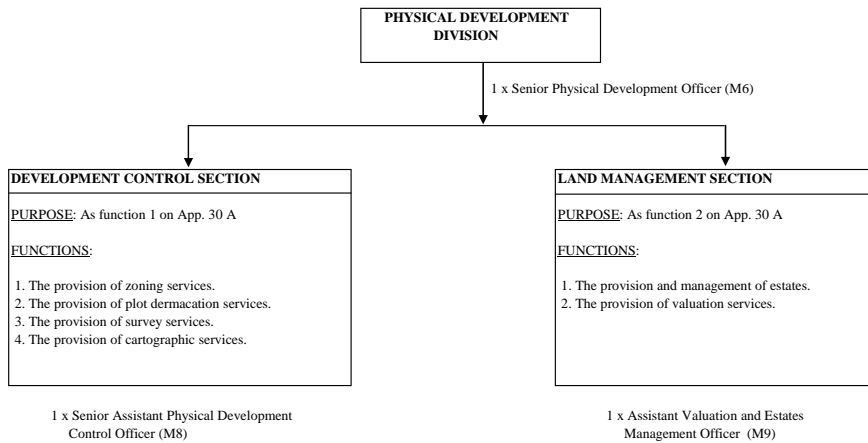 PHYSICAL DEVELOPMENT
DIVISION
1 x Senior Physical Development Officer (M6)
DEVELOPMENT CONTROL SECTION
PURPOSE: As function 1 on App. 30 A
FUNCTIONS:
1. The provision of zoning services.
2. The provision of plot dermacation services.
3. The provision of survey services.
4. The provision of cartographic services.
1 x Senior Assistant Physical Development
Control Officer (M8)
LAND MANAGEMENT SECTION
PURPOSE: As function 2 on App. 30 A
FUNCTIONS:
1. The provision and management of estates.
2. The provision of valuation services.
1 x Assistant Valuation and Estates
Management Officer (M9)